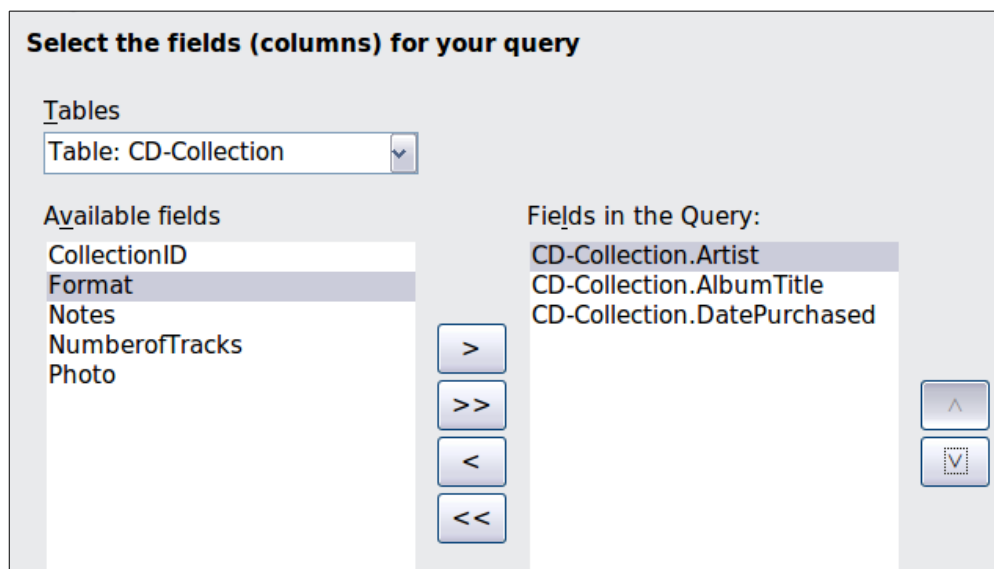 Select the fields (columns) for your query
Tables
Table: CD-Collection
Available fields
CollectionID
Format
Notes
NumberofTracks
Photo
>
>>
<
<<
Fields in the Query:
CD-Collection.Artist
CD-Collection.AlbumTitle
CD-Collection.DatePurchased